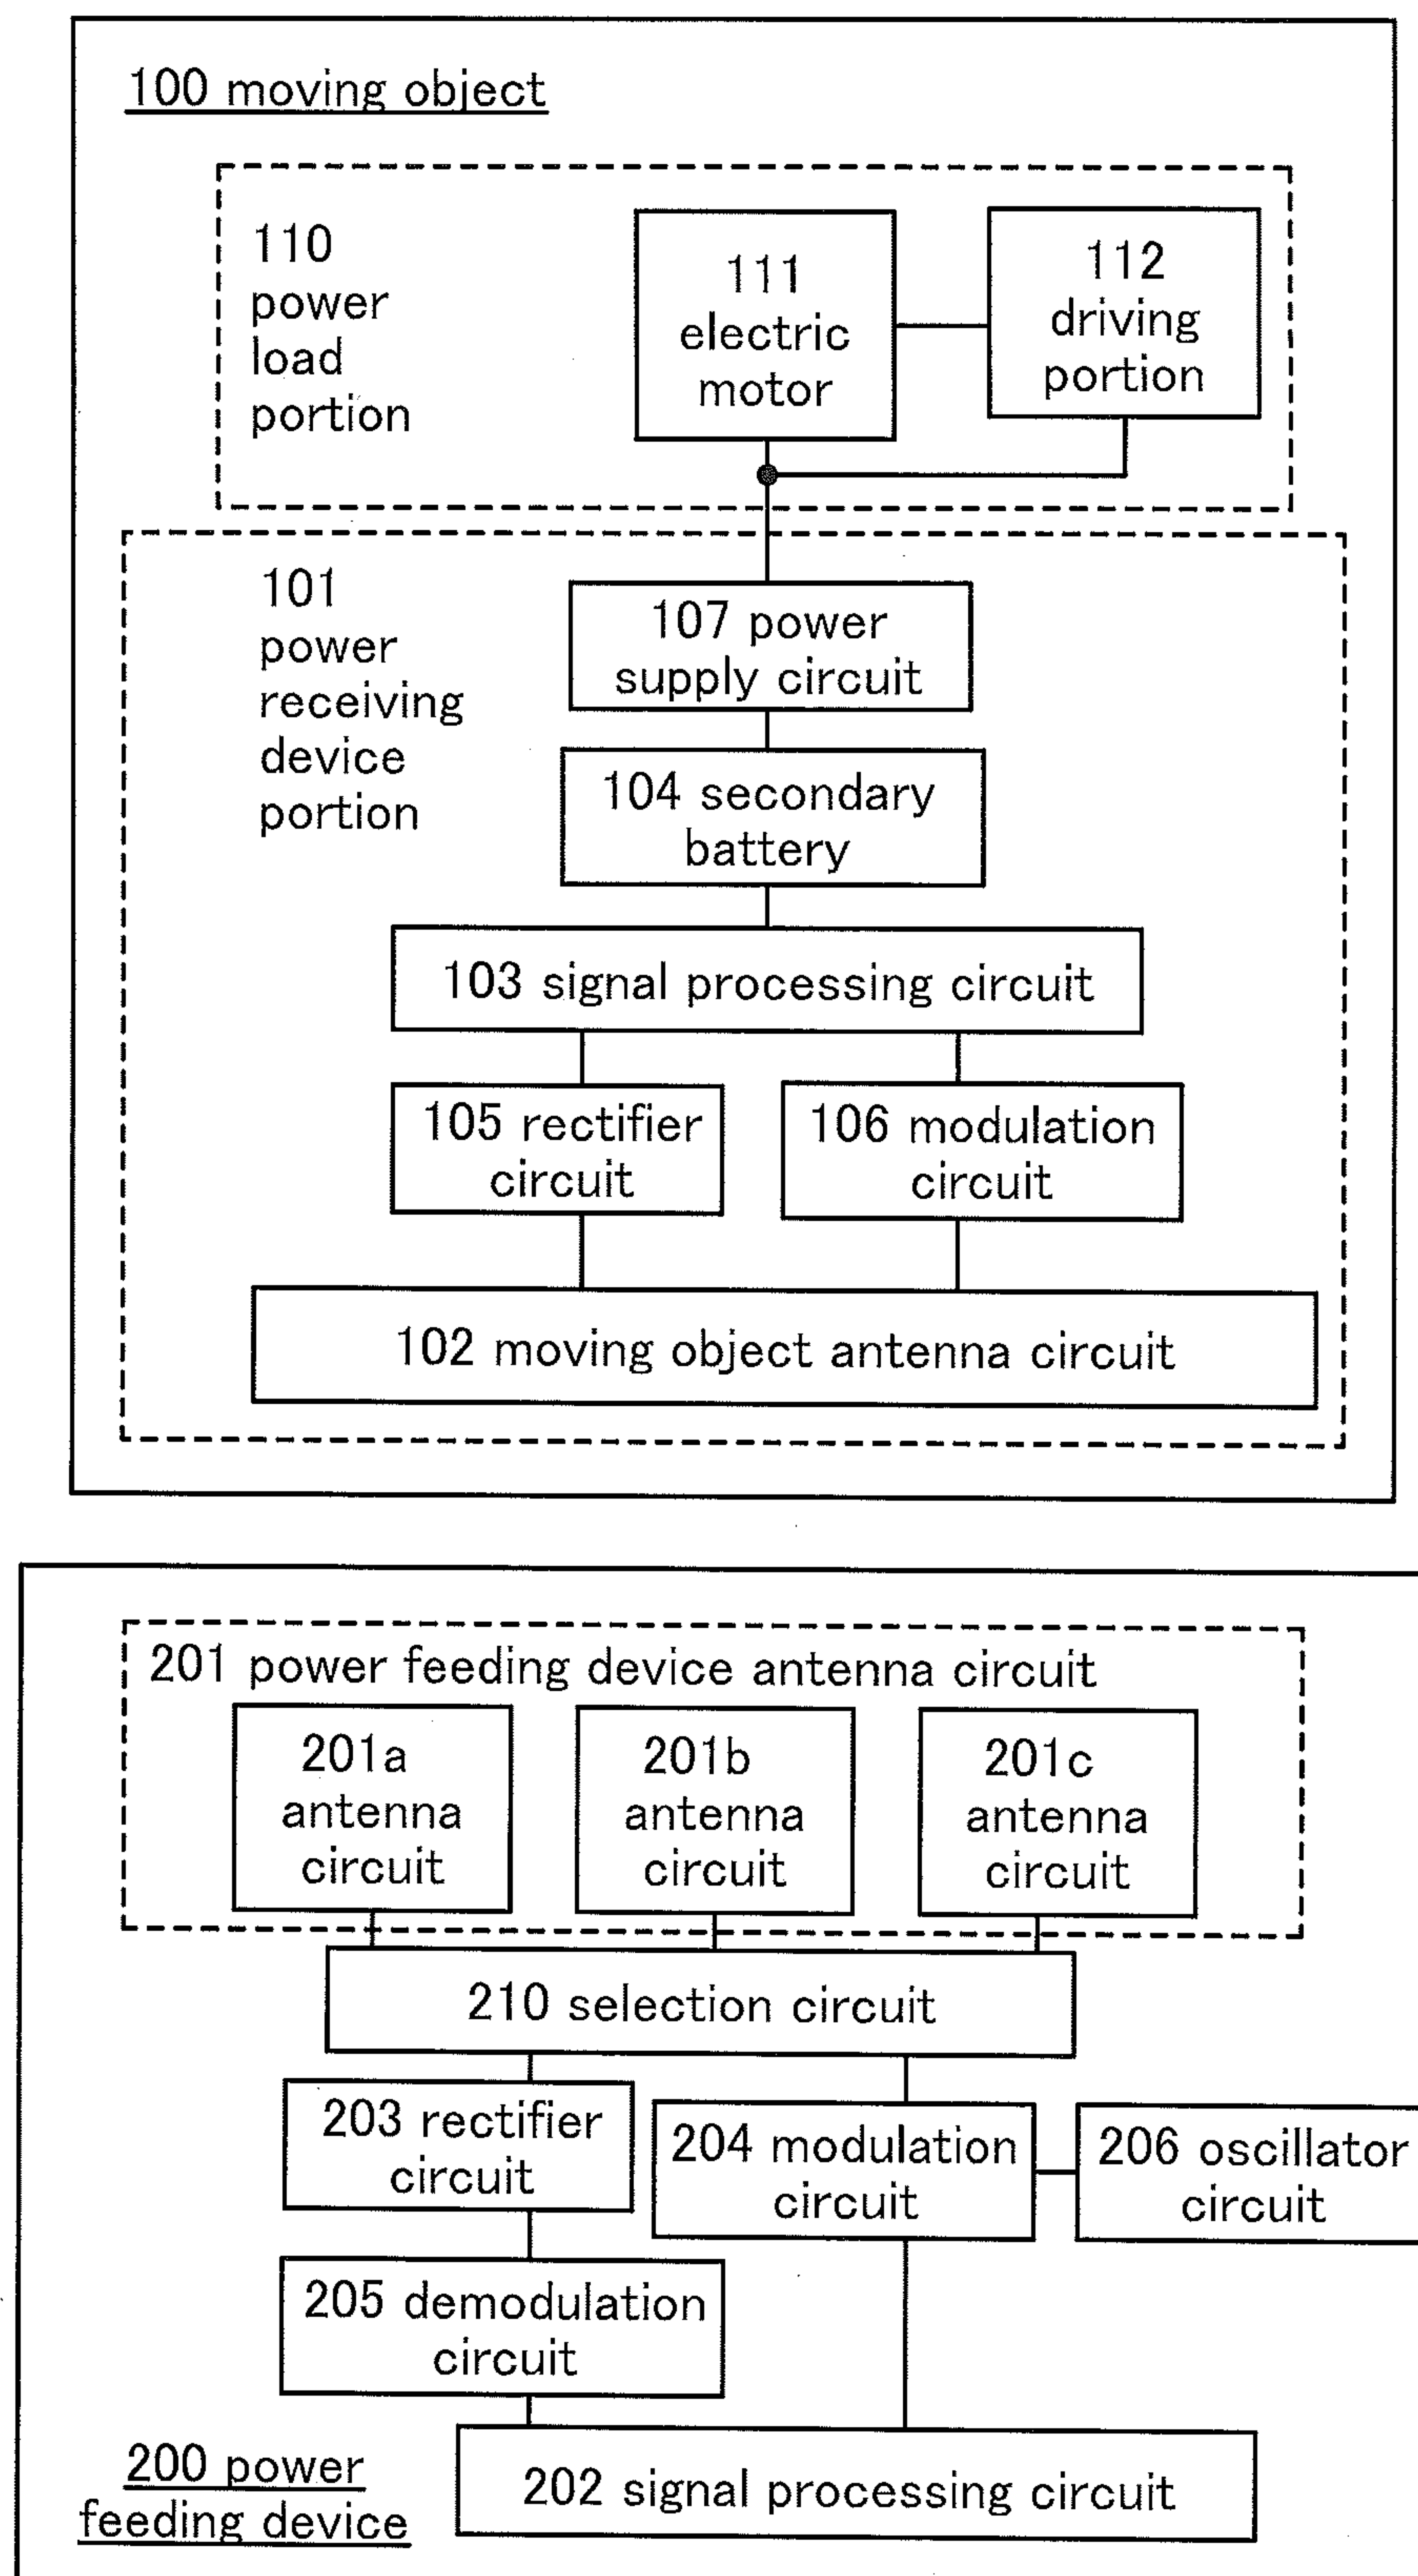 100 moving object
110
power
load
portion
111
electric
motor
112
driving
portion
101
power
receiving
device
portion
107 power
supply circuit
104 secondary
battery
103 signal processing circuit
105 rectifier
circuit
106 modulation
circuit
102 moving object antenna circuit
201 power feeding device antenna circuit
201a
antenna
circuit
201b
antenna
circuit
201c
antenna
circuit
210 selection circuit
203 rectifier
circuit
204 modulation
circuit
206 oscillator
circuit
205 demodulation
circuit
200 power
feeding device
202 signal processing circuit